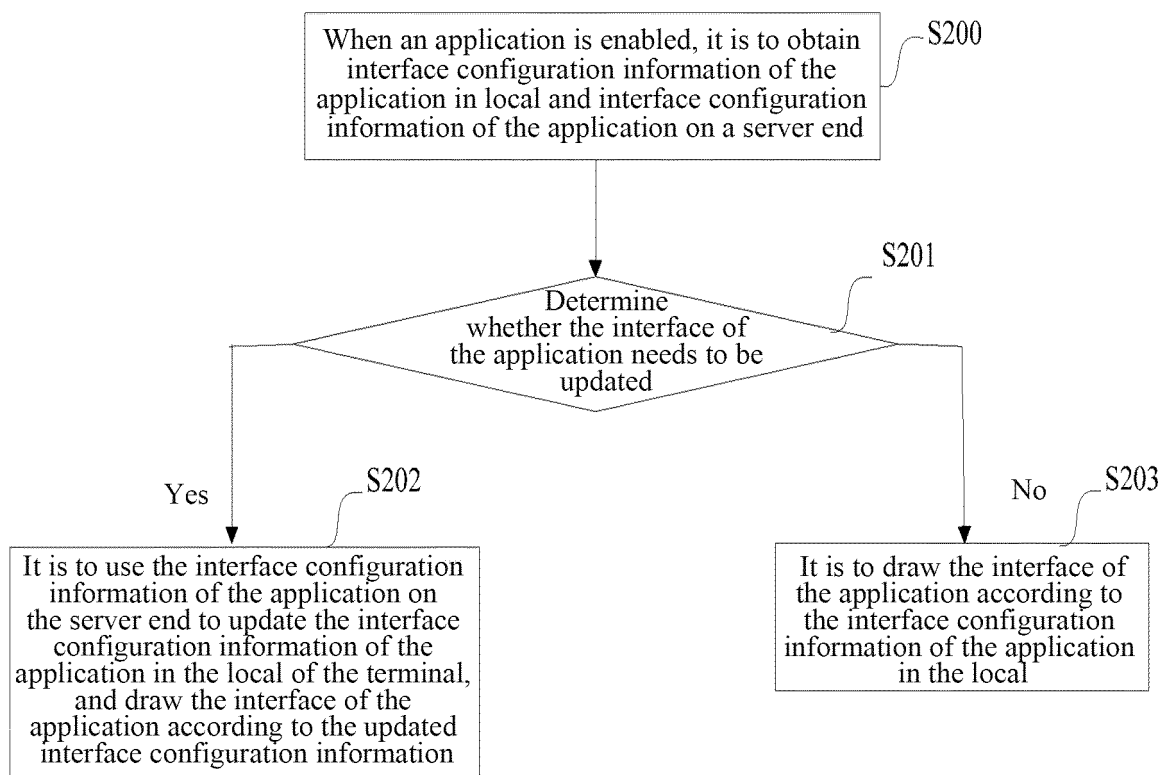 When an application is enabled, it is to obtain
interface configuration information of the
application in local and interface configuration
information of the application on a server end
S200
S201
Determine
whether the interface of
the application needs to be
updated
Yes
S202
No
S203
It is to use the interface configuration
information of the application on
the server end to update the interface
configuration information of the
application in the local of the terminal,
and draw the interface of the
application according to the updated
interface configuration information
It is to draw the interface of
the application according to
the interface configuration
information of the application
in the local